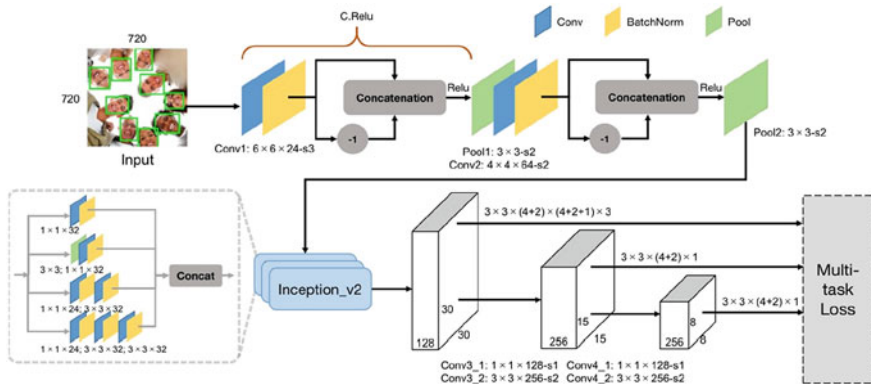 C.Relu
Conv
BatchNorm
Pool
720
720
Input
Concatenation
Relu
-1
Conv1: 6×6×24-s3
Pool1: 3×3-s2
Conv2: 4×4×64-s2
Concatenation
Relu
-1
Pool2: 3×3-s2
1×1×32
3×3; 1×1×32
1×1×24; 3×3×32
1×1×24; 3×3×32; 3×3×32
Concat
Inception_v2
128
30
30
3×3×(4+2)×(4+2+1)×3
256
15
15
3×3×(4+2)×1
256
8
8
3×3×(4+2)×1
Conv3_1: 1×1×128-s1 Conv4_1: 1×1×128-s1
Conv3_2: 3×3×256-s2 Conv4_2: 3×3×256-s2
Multi-
task
Loss